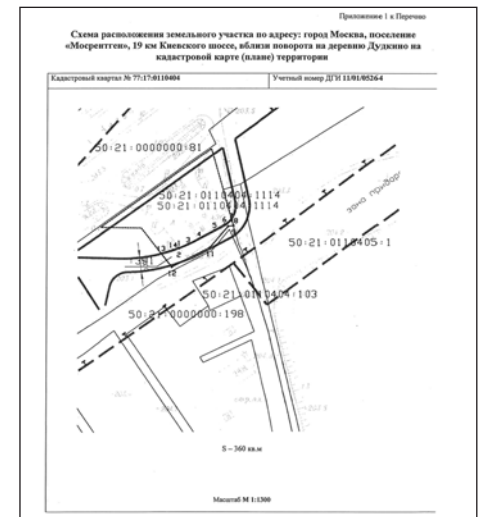 Приложение 1 к Перечню
Схема расположения земельного участка по адресу: город Москва, поселение
«Мосрентген», 19 км Киевского шоссе, вблизи поворота на деревню Дудкино на
кадастровой карте (плане) территории
Кадастровый квартал № 77:17:0110404
Учетный номер ДГИ 11/01/05264
50:21:0000000:81
50:21:0110404:1114
50:21:0110404:1114
50:21:0110405:1
50:21:0110404:103
50:21:0000000:198
S – 360 кв.м
Масштаб М 1:1300